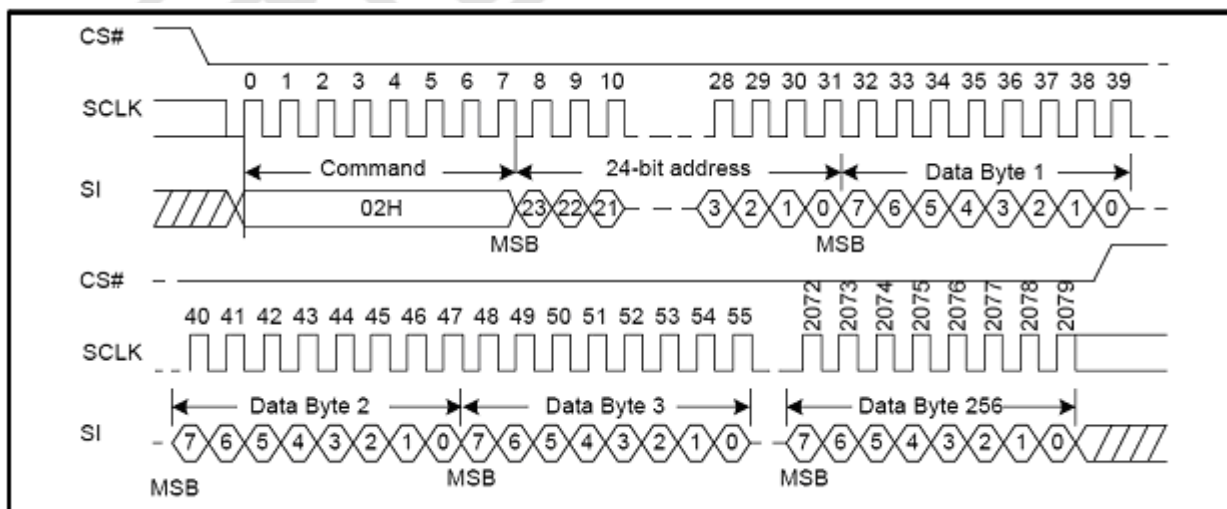 CS#
0 1 2 3 4 5 6 7 8 9 10 28 29 30 31 32 33 34 35 36 37 38 39
SCLK
Command 24-bit address Data Byte 1
SI 02H 23 22 21 3 2 1 0 7 6 5 4 3 2 1 0
MSB MSB
CS#
40 41 42 43 44 45 46 47 48 49 50 51 52 53 54 55 2072 2073 2074 2075 2076 2077 2078 2079
SCLK
Data Byte 2 Data Byte 3 Data Byte 256
SI 7 6 5 4 3 2 1 0 7 6 5 4 3 2 1 0 7 6 5 4 3 2 1 0
MSB MSB MSB